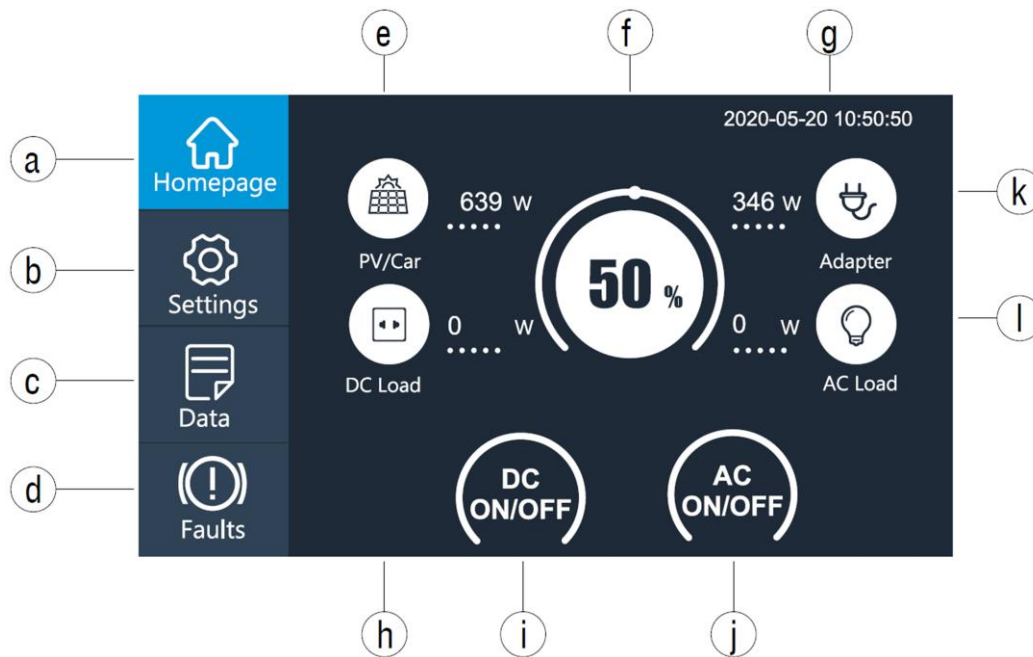 e
f
g
2020-05-20 10:50:50
a
Homepage
639 W
346 W
k
PV/Car
Adapter
b
Settings
50 %
0 W
0 W
l
DC Load
AC Load
c
Data
DC
ON/OFF
AC
ON/OFF
d
Faults
h
i
j